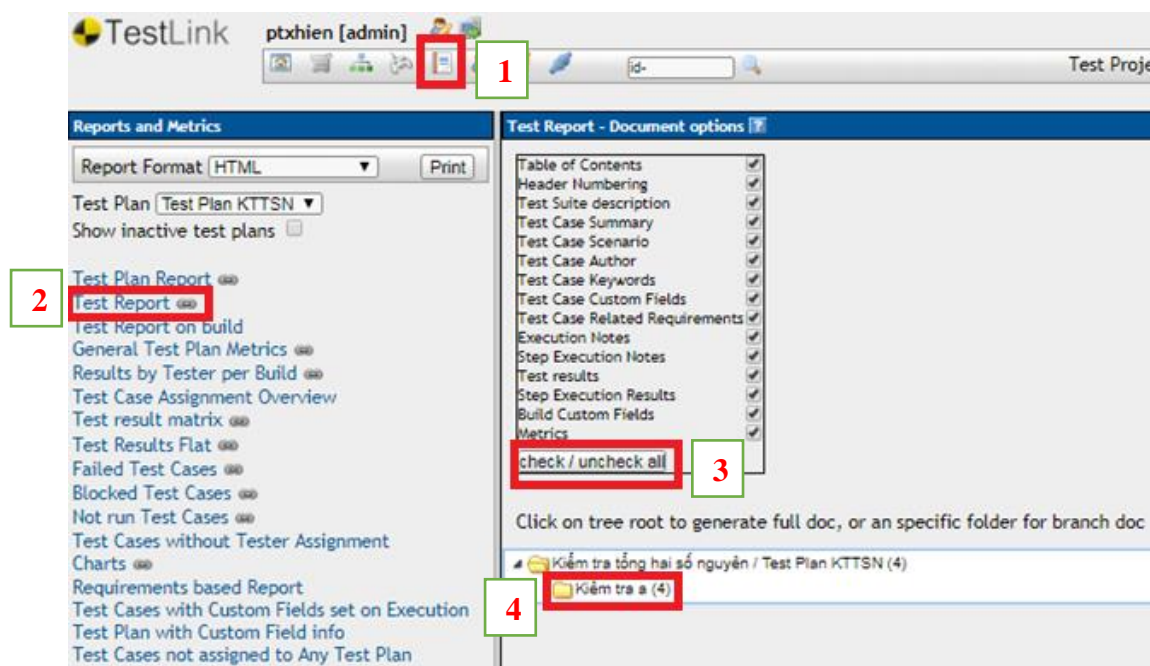 TestLink
ptxhien [admin]
1
id-
Test Proje
Reports and Metrics
Report Format HTML
Print
Test Plan Test Plan KTTSN
Show inactive test plans
Test Plan Report
2
Test Report
Test Report on build
General Test Plan Metrics
Results by Tester per Build
Test Case Assignment Overview
Test result matrix
Test Results Flat
Failed Test Cases
Blocked Test Cases
Not run Test Cases
Test Cases without Tester Assignment
Charts
Requirements based Report
Test Cases with Custom Fields set on Execution
Test Plan with Custom Field info
Test Cases not assigned to Any Test Plan
Test Report - Document options ?
Table of Contents
Header Numbering
Test Suite description
Test Case Summary
Test Case Scenario
Test Case Author
Test Case Keywords
Test Case Custom Fields
Test Case Related Requirements
Execution Notes
Step Execution Notes
Test results
Step Execution Results
Build Custom Fields
Metrics
check / uncheck all
3
Click on tree root to generate full doc, or an specific folder for branch doc
Kiểm tra tổng hai số nguyên / Test Plan KTTSN (4)
Kiểm tra a (4)
4